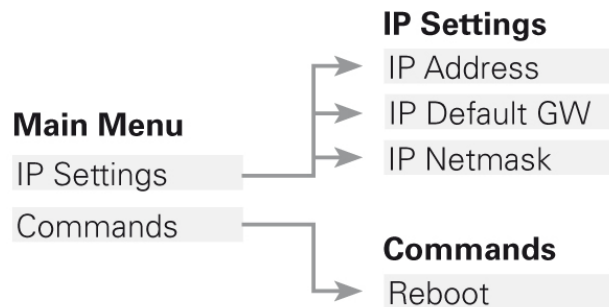 Main Menu
IP Settings
Commands
IP Settings
IP Address
IP Default GW
IP Netmask
Commands
Reboot